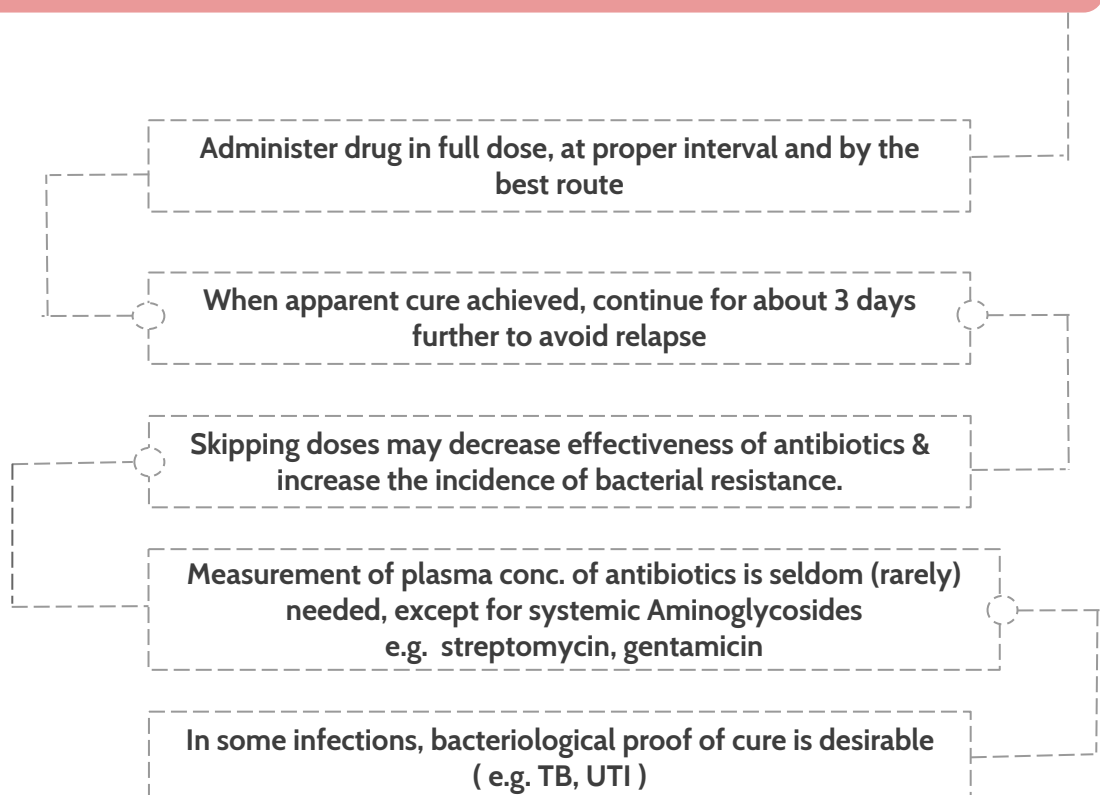 Administer drug in full dose, at proper interval and by the
best route
When apparent cure achieved, continue for about 3 days
further to avoid relapse
Skipping doses may decrease effectiveness of antibiotics &
increase the incidence of bacterial resistance.
Measurement of plasma conc. of antibiotics is seldom (rarely)
needed, except for systemic Aminoglycosides
e.g. streptomycin, gentamicin
In some infections, bacteriological proof of cure is desirable
( e.g. TB, UTI )